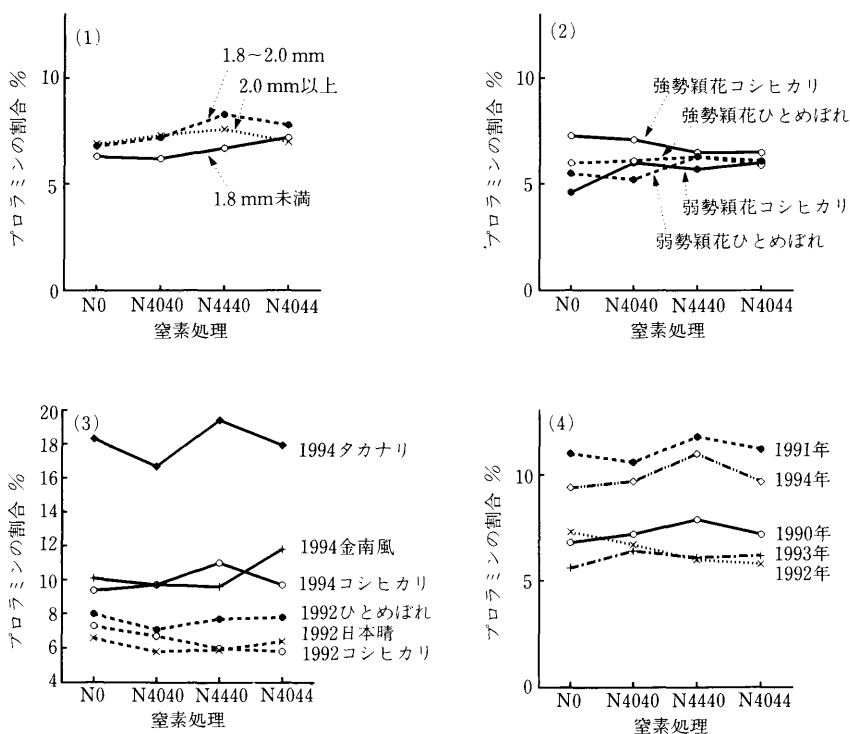 (1)
プロラミンの割合 %
10
5
0
1.8～2.0 mm
2.0 mm以上
1.8 mm未満
N0 N4040 N4440 N4044
窒素処理
(2)
プロラミンの割合 %
10
5
0
強勢穎花コシヒカリ
強勢穎花ひとめぼれ
弱勢穎花コシヒカリ
弱勢穎花ひとめぼれ
N0 N4040 N4440 N4044
窒素処理
(3)
プロラミンの割合 %
20
18
16
14
12
10
8
6
4
1994タカナリ
1994金南風
1994コシヒカリ
1992ひとめぼれ
1992日本晴
1992コシヒカリ
N0 N4040 N4440 N4044
窒素処理
(4)
プロラミンの割合 %
10
5
0
1991年
1994年
1990年
1993年
1992年
N0 N4040 N4440 N4044
窒素処理